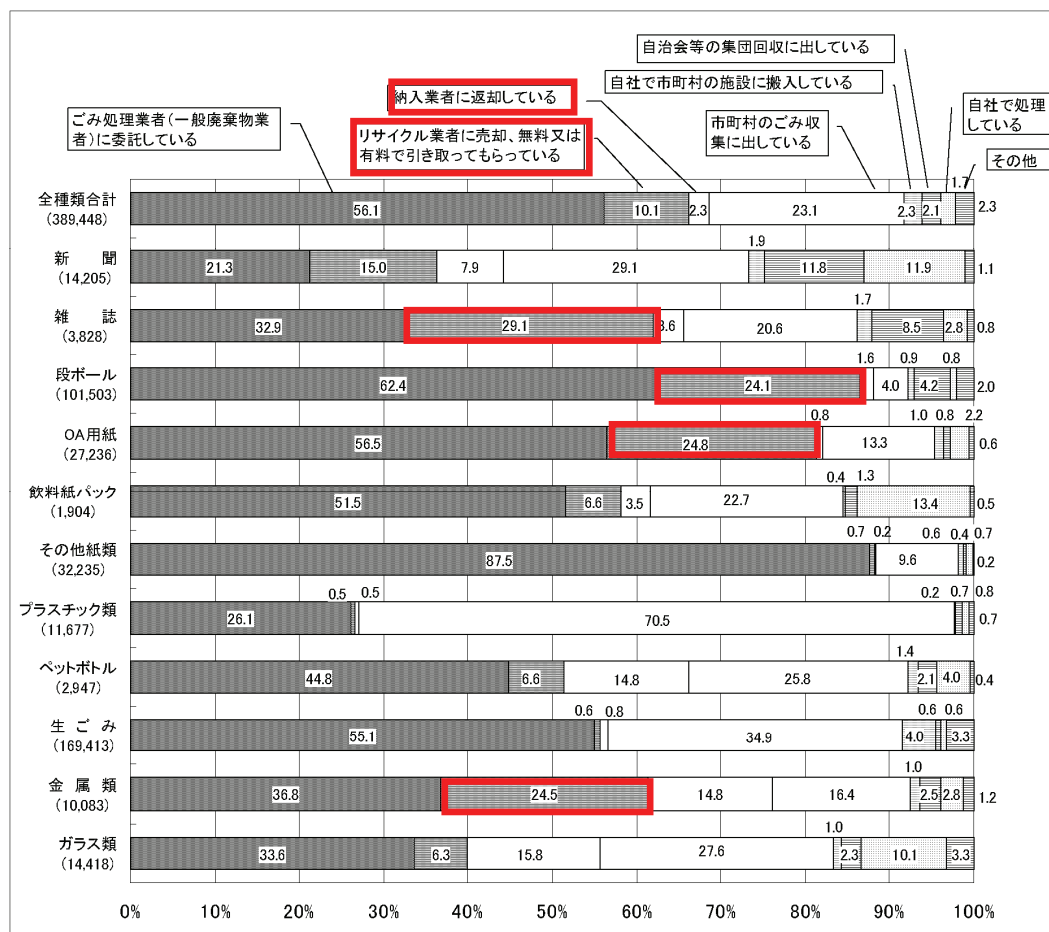 自治会等の集団回収に出している
納入業者に返却している
自社で市町村の施設に搬入している
ごみ処理業者(一般廃棄物業
者)に委託している
リサイクル業者に売却、無料又は
有料で引き取ってもらっている
市町村のごみ収
集に出している
自社で処理
している
その他
1.7
全種類合計
(389,448)
56.1 10.1 2.3 23.1 2.3 2.1 2.3
1.9
新聞
(14,205)
21.3 15.0 7.9 29.1 11.8 11.9 1.1
1.7
雑誌
(3,828)
32.9 29.1 3.6 20.6 8.5 2.8 0.8
1.6 0.9 0.8
段ボール
(101,503)
62.4 24.1 4.0 4.2 2.0
0.8 1.0 0.8 2.2
OA用紙
(27,236)
56.5 24.8 13.3 0.6
0.4 1.3
飲料紙パック
(1,904)
51.5 6.6 3.5 22.7 13.4 0.5
0.7 0.2 0.6 0.4 0.7
その他紙類
(32,235)
87.5 9.6 0.2
0.5 0.5 0.2 0.7 0.8
プラスチック類
(11,677)
26.1 70.5 0.7
1.4
ペットボトル
(2,947)
44.8 6.6 14.8 25.8 2.1 4.0 0.4
0.6 0.8 0.6 0.6
生ごみ
(169,413)
55.1 34.9 4.0 3.3
1.0
金属類
(10,083)
36.8 24.5 14.8 16.4 2.5 2.8 1.2
1.0
ガラス類
(14,418)
33.6 6.3 15.8 27.6 2.3 10.1 3.3
0% 10% 20% 30% 40% 50% 60% 70% 80% 90% 100%